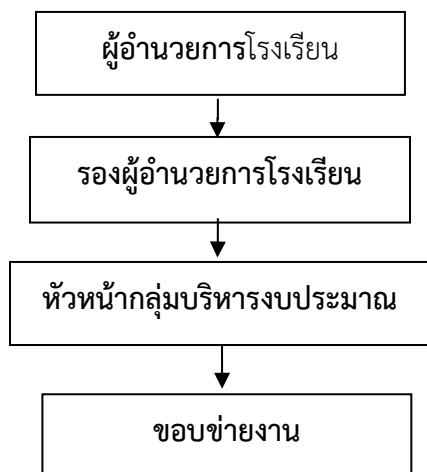 ผู้อำนวยการโรงเรียน
รองผู้อำนวยการโรงเรียน
หัวหน้ากลุ่มบริหารงบประมาณ
ขอบข่ายงาน